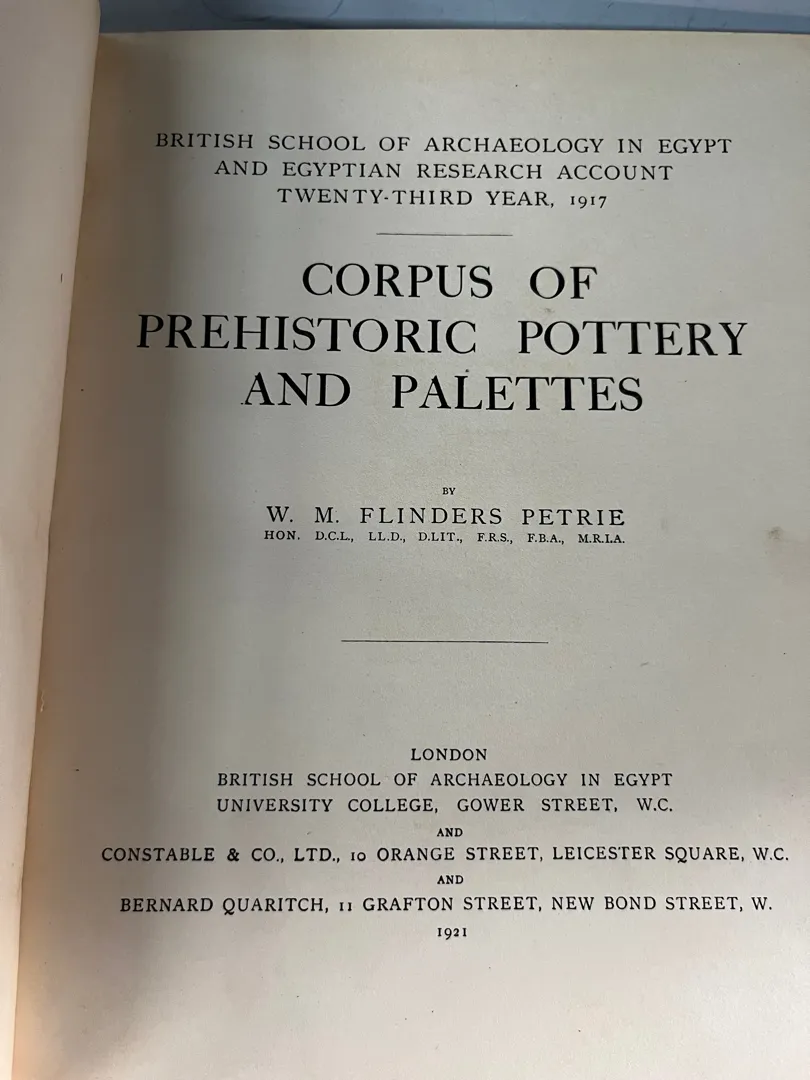 BRITISH SCHOOL OF ARCHAEOLOGY IN EGYPT
AND EGYPTIAN RESEARCH ACCOUNT
TWENTY-THIRD YEAR, 1917
CORPUS OF
PREHISTORIC POTTERY
AND PALETTES
BY
W. M. FLINDERS PETRIE
HON. D.C.L., LL.D., D.LIT., F.R.S., F.B.A., M.R.I.A.
LONDON
BRITISH SCHOOL OF ARCHAEOLOGY IN EGYPT
UNIVERSITY COLLEGE, GOWER STREET, W.C.
AND
CONSTABLE & CO., LTD., 10 ORANGE STREET, LEICESTER SQUARE, W.C.
AND
BERNARD QUARITCH, 11 GRAFTON STREET, NEW BOND STREET, W.
1921